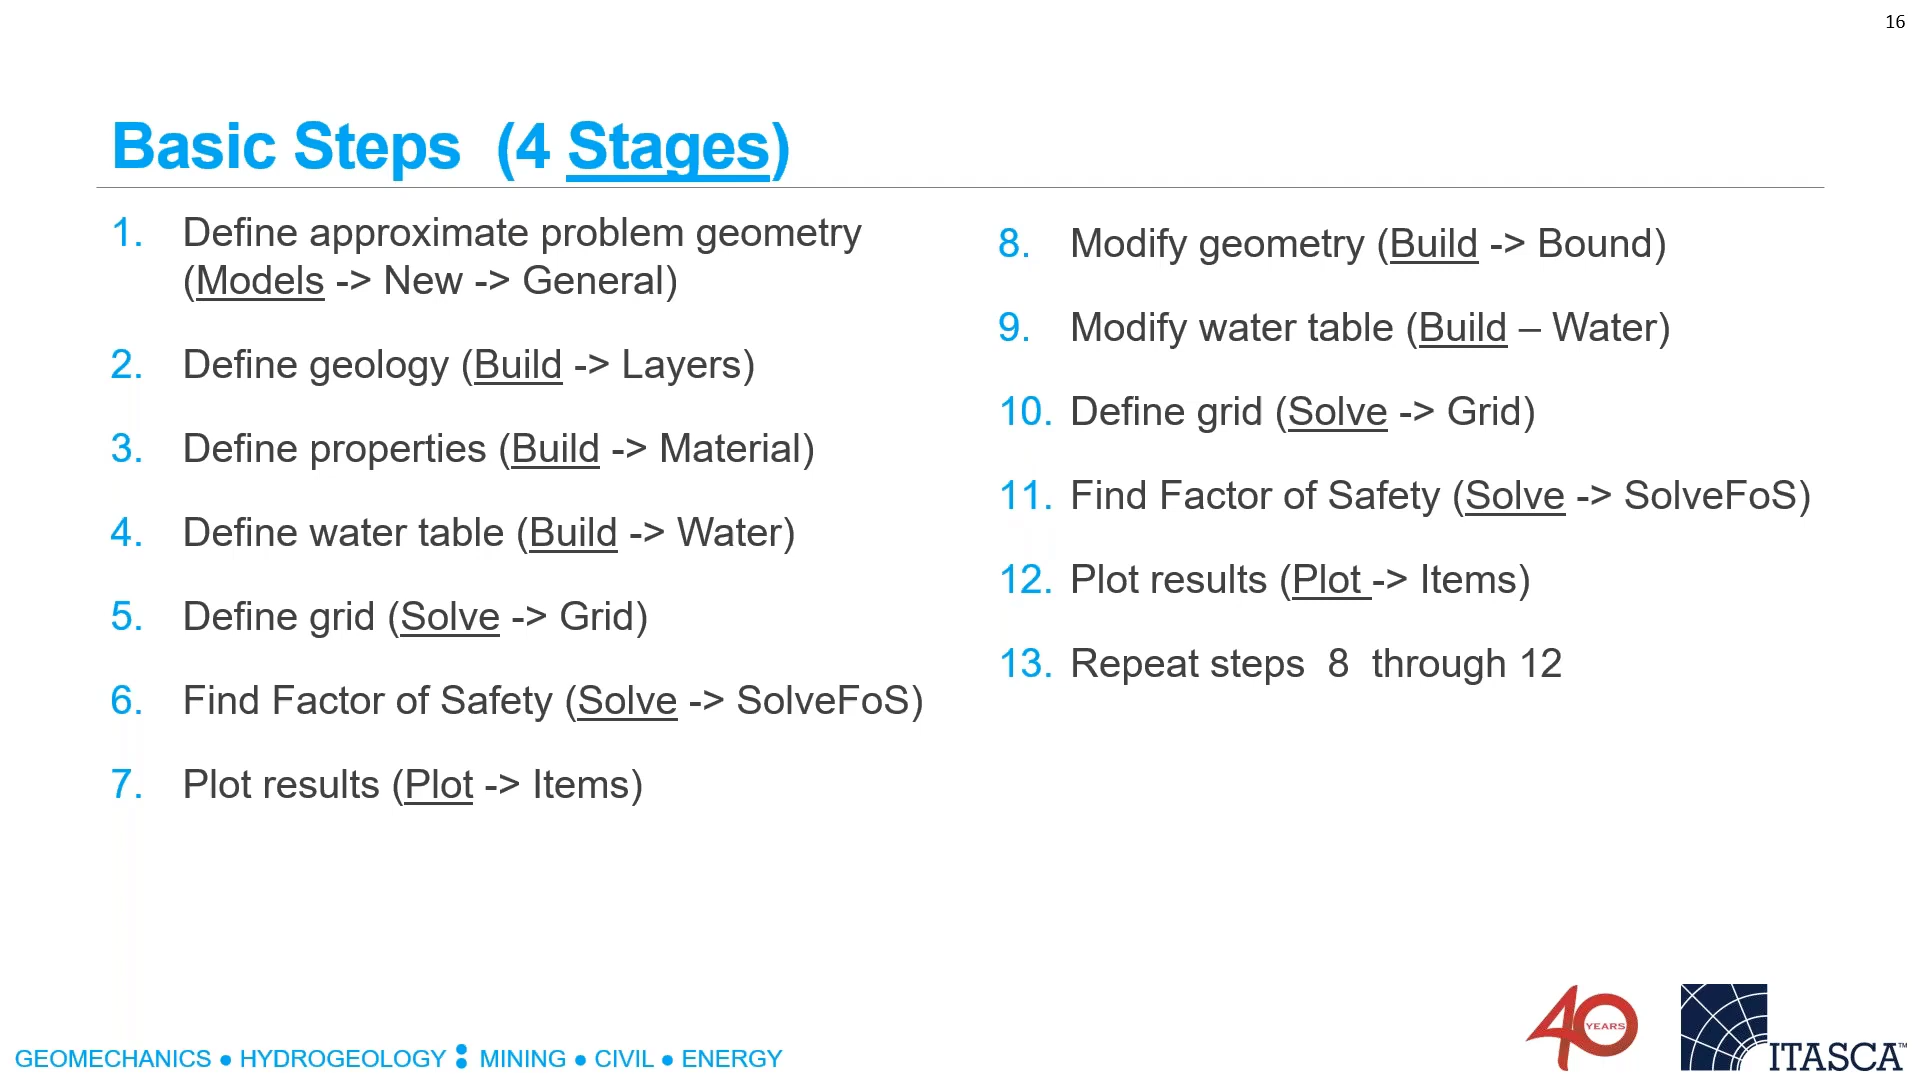 16
Basic Steps  (4 Stages)
1. Define approximate problem geometry
(Models -> New -> General)
2. Define geology (Build -> Layers)
3. Define properties (Build -> Material)
4. Define water table (Build -> Water)
5. Define grid (Solve -> Grid)
6. Find Factor of Safety (Solve -> SolveFoS)
7. Plot results (Plot -> Items)
8. Modify geometry (Build -> Bound)
9. Modify water table (Build – Water)
10. Define grid (Solve -> Grid)
11. Find Factor of Safety (Solve -> SolveFoS)
12. Plot results (Plot -> Items)
13. Repeat steps  8  through 12
GEOMECHANICS ● HYDROGEOLOGY : MINING ● CIVIL ● ENERGY
40 YEARS
ITASCA™